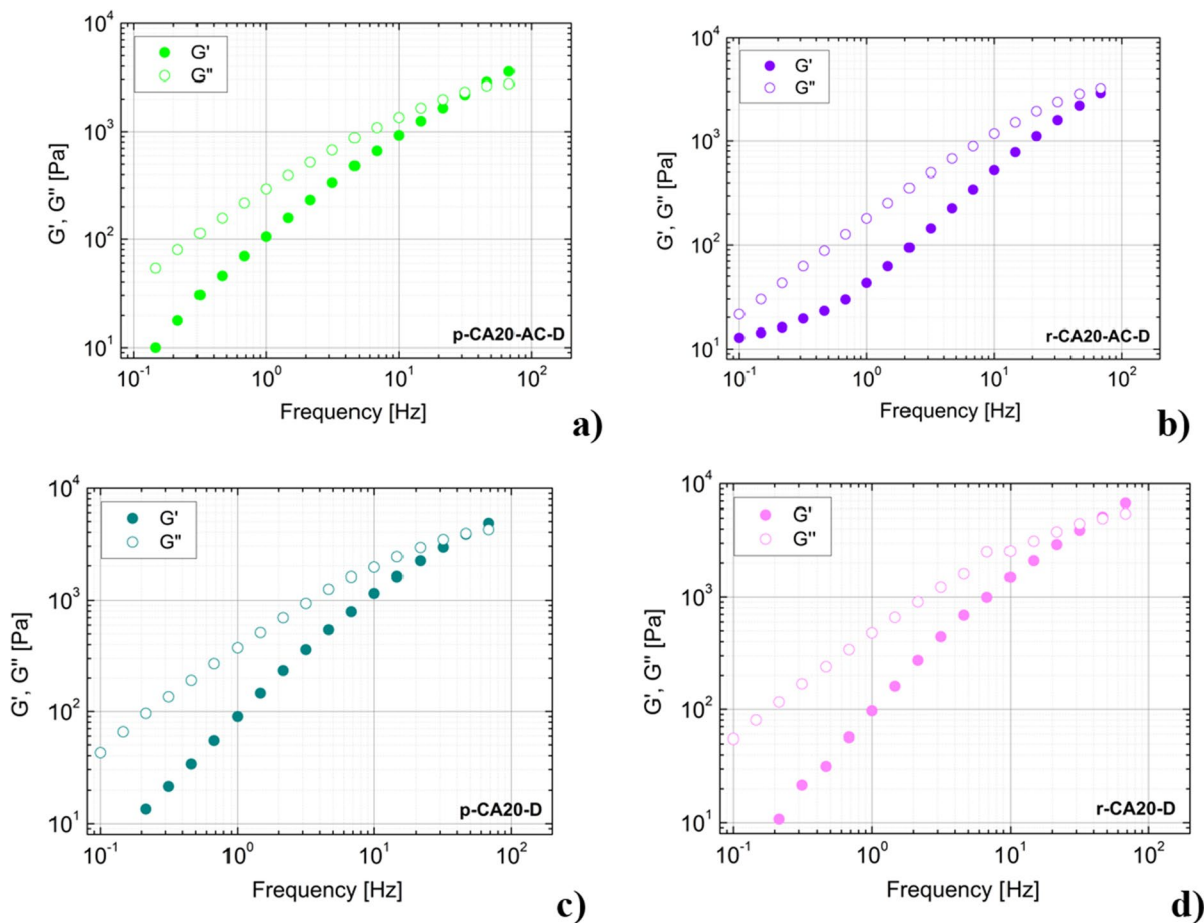 G', G'' [Pa]
10⁴
10³
10²
10¹
G'
G''
p-CA20-AC-D
10⁻¹
10⁰
10¹
10²
Frequency [Hz]
a)
G', G'' [Pa]
10⁴
10³
10²
10¹
G'
G''
r-CA20-AC-D
10⁻¹
10⁰
10¹
10²
Frequency [Hz]
b)
G', G'' [Pa]
10⁴
10³
10²
10¹
G'
G''
p-CA20-D
10⁻¹
10⁰
10¹
10²
Frequency [Hz]
c)
G', G'' [Pa]
10⁴
10³
10²
10¹
G'
G''
r-CA20-D
10⁻¹
10⁰
10¹
10²
Frequency [Hz]
d)